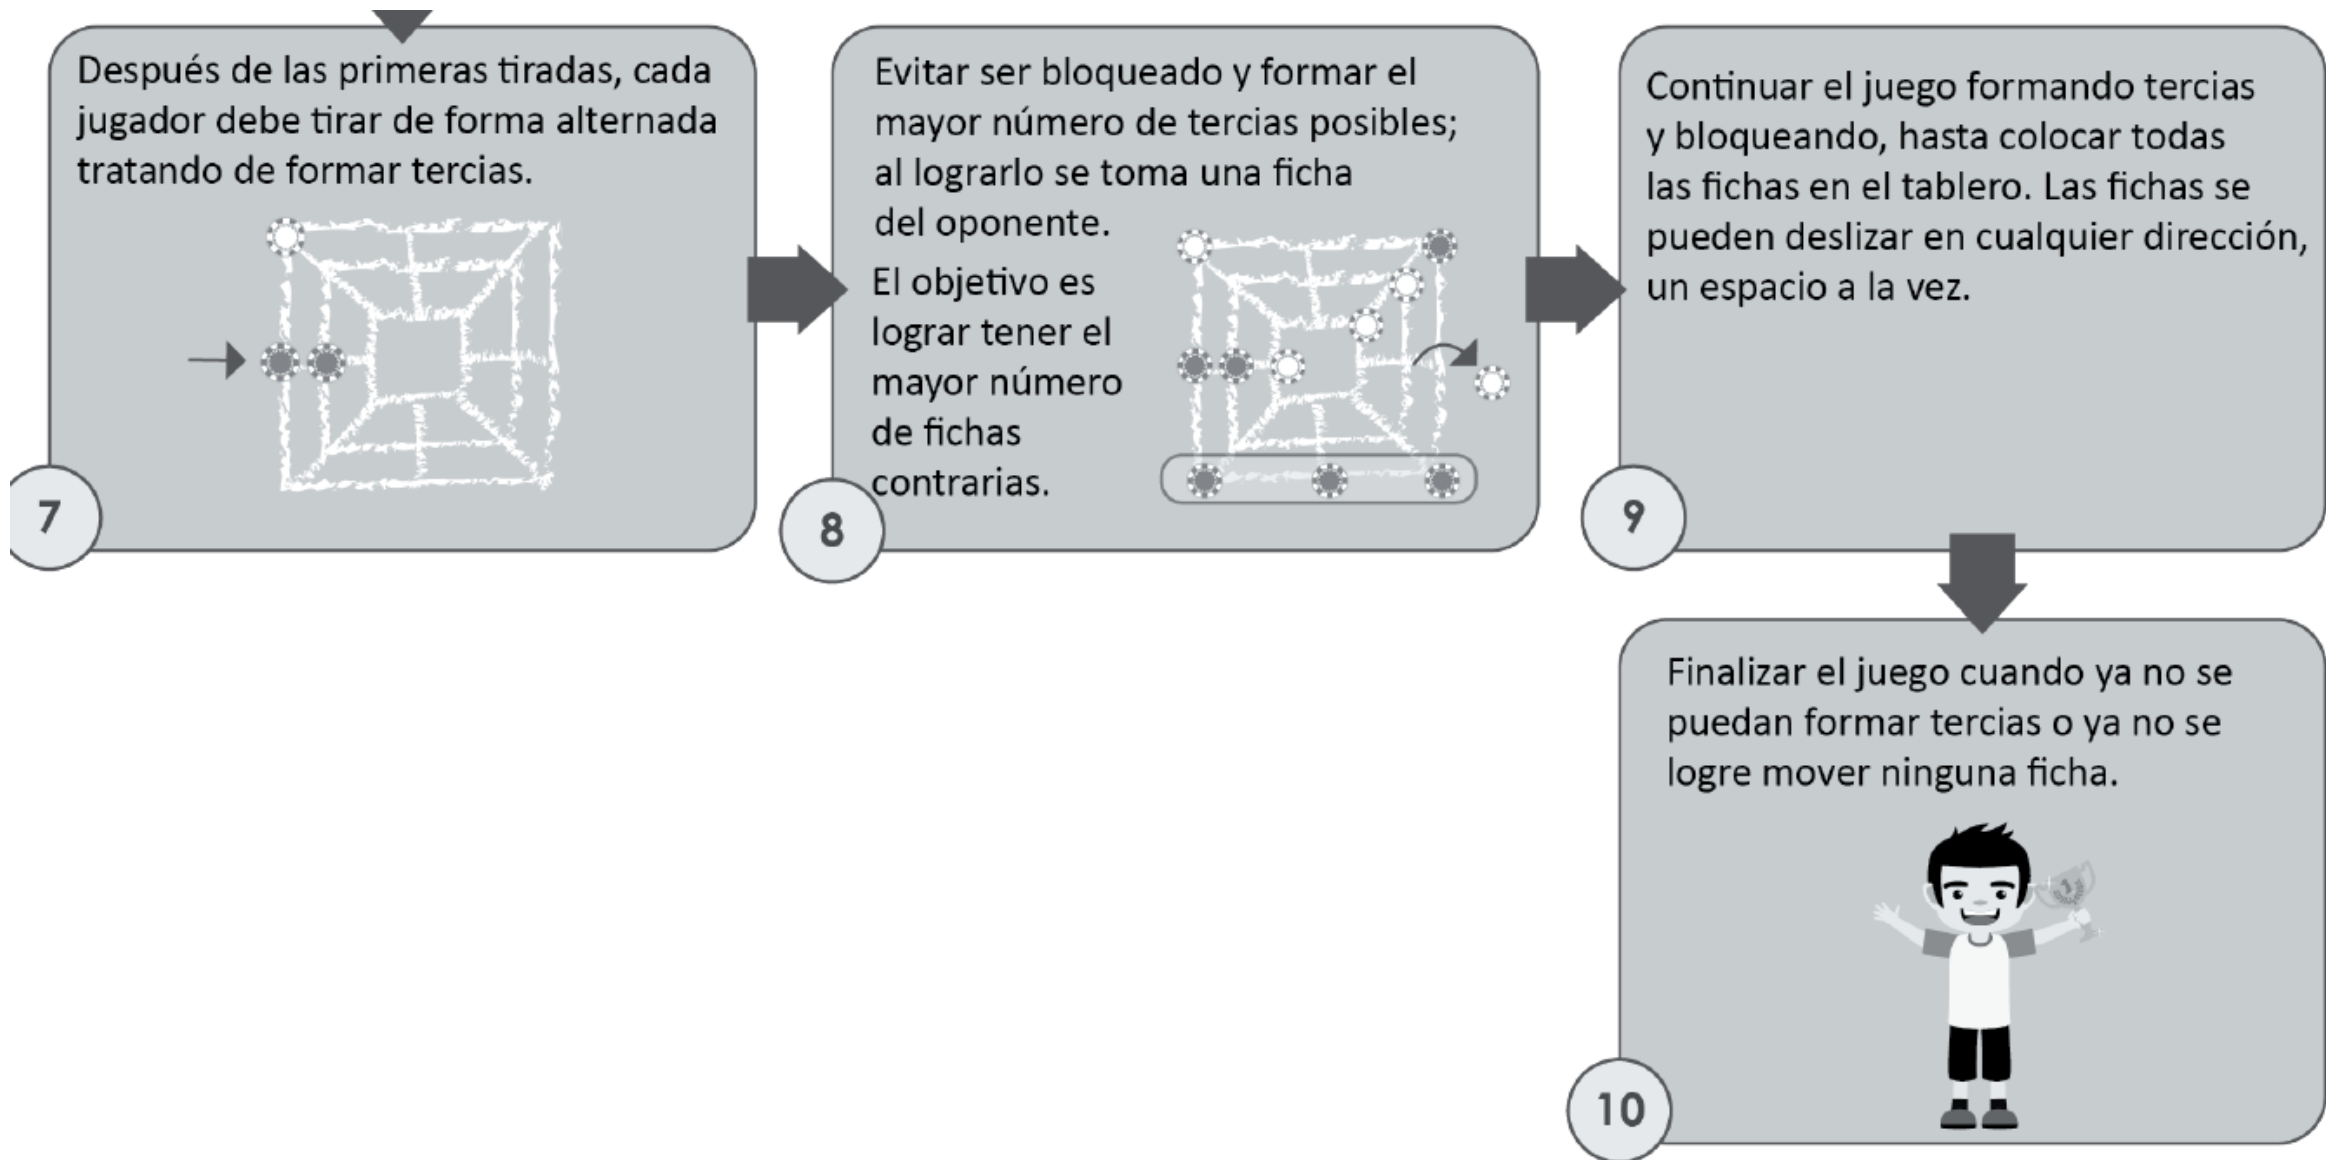 Después de las primeras tiradas, cada
jugador debe tirar de forma alternada
tratando de formar tercias.
7
Evitar ser bloqueado y formar el
mayor número de tercias posibles;
al lograrlo se toma una ficha
del oponente.
El objetivo es
lograr tener el
mayor número
de fichas
contrarias.
8
Continuar el juego formando tercias
y bloqueando, hasta colocar todas
las fichas en el tablero. Las fichas se
pueden deslizar en cualquier dirección,
un espacio a la vez.
9
Finalizar el juego cuando ya no se
puedan formar tercias o ya no se
logre mover ninguna ficha.
1
10